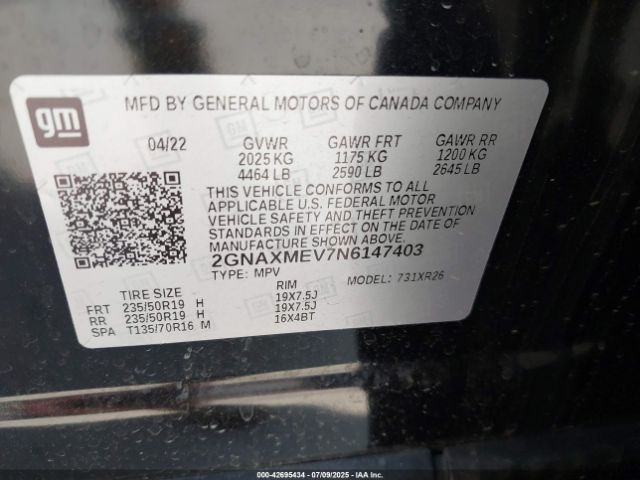 gm
MFD BY GENERAL MOTORS OF CANADA COMPANY
04/22 GVWR GAWR FRT GAWR RR
2025 KG 1175 KG 1200 KG
4464 LB 2590 LB 2645 LB
THIS VEHICLE CONFORMS TO ALL
APPLICABLE U.S. FEDERAL MOTOR
VEHICLE SAFETY AND THEFT PREVENTION
STANDARDS IN EFFECT ON THE DATE OF
MANUFACTURE SHOWN ABOVE.
2GNAXMEV7N6147403
TYPE: MPV MODEL: 731XR26
TIRE SIZE RIM
FRT 235/50R19 H 19X7.5J
RR 235/50R19 H 19X7.5J
SPA T135/70R16 M 16X4BT
000-42695434 - 07/09/2025 - IAAI.COM